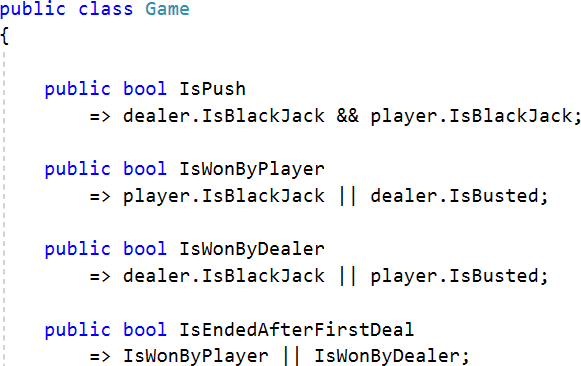 public class Game
{
public bool IsPush
=> dealer.IsBlackJack && player.IsBlackJack;
public bool IsWonByPlayer
=> player.IsBlackJack || dealer.IsBusted;
public bool IsWonByDealer
=> dealer.IsBlackJack || player.IsBusted;
public bool IsEndedAfterFirstDeal
=> IsWonByPlayer || IsWonByDealer;